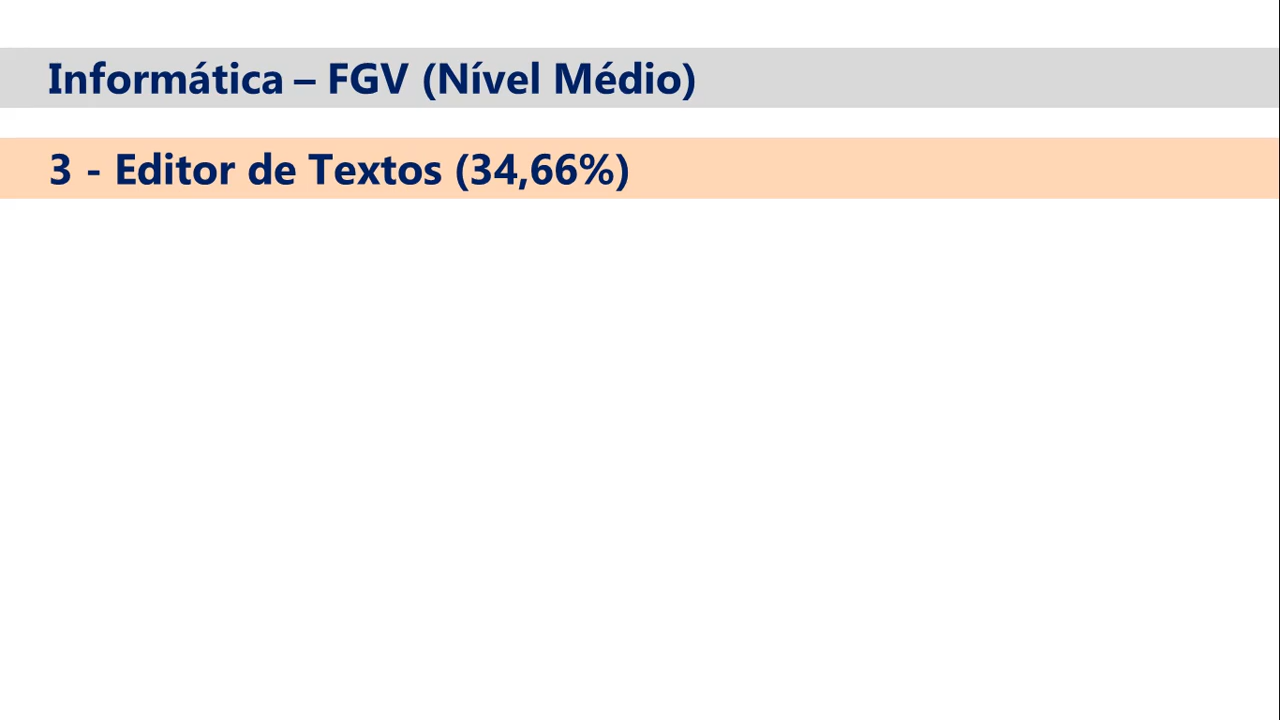 Informática – FGV (Nível Médio)
3 - Editor de Textos (34,66%)